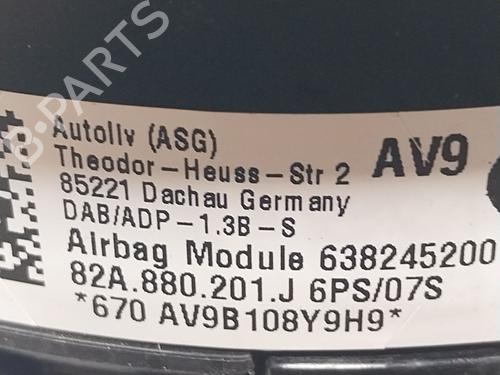 B-PARTS
Autoliv (ASG)
AV9
Theodor-Heuss-Str 2
85221 Dachau Germany
DAB/ADP-1.3B-S
Airbag Module 638245200
82A.880.201.J 6PS/07S
*670 AV9B108Y9H9*